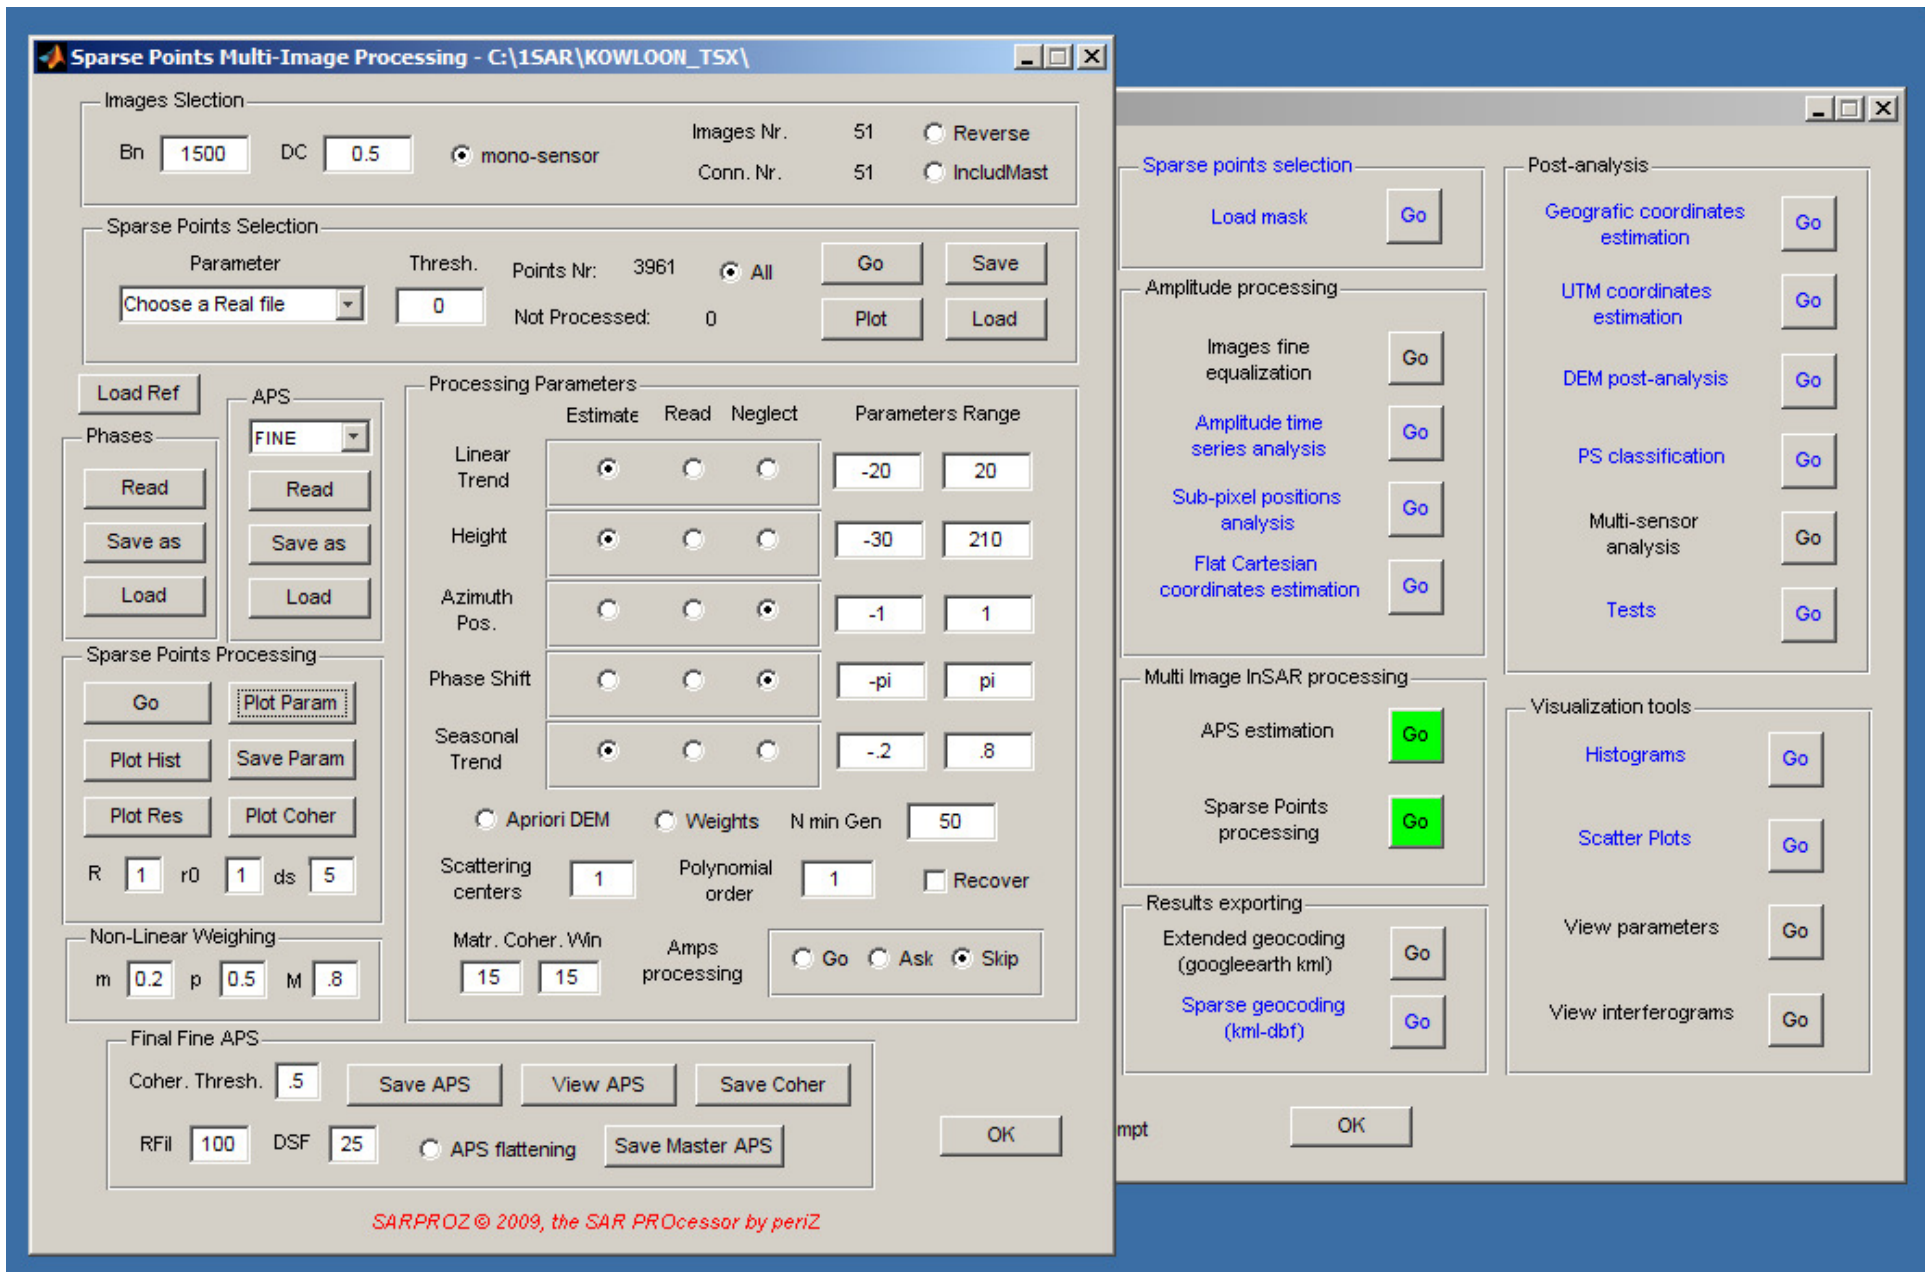 Sparse Points Multi-Image Processing - C:\1SAR\KOWLOON_TSX\
Images Slection
Bn 1500 DC 0.5 mono-sensor
Images Nr. 51 Reverse
Conn. Nr. 51 IncludMast
Sparse Points Selection
Parameter Thresh. Points Nr: 3961 All Go Save
Choose a Real file 0 Not Processed: 0 Plot Load
Load Ref
Phases
Read
Save as
Load
APS
FINE
Read
Save as
Load
Sparse Points Processing
Go Plot Param
Plot Hist Save Param
Plot Res Plot Coher
R 1 r0 1 ds 5
Non-Linear Weighing
m 0.2 p 0.5 M .8
Processing Parameters
Estimate Read Neglect Parameters Range
Linear
Trend
-20 20
Height -30 210
Azimuth
Pos.
-1 1
Phase Shift -pi pi
Seasonal
Trend
-.2 .8
Apriori DEM Weights N min Gen 50
Scattering
centers
1
Polynomial
order
1
Recover
Matr. Coher. Win
15 15
Amps
processing
Go Ask Skip
Final Fine APS
Coher. Thresh. .5 Save APS View APS Save Coher
RFil 100 DSF 25 APS flattening Save Master APS
OK
SARPROZ © 2009, the SAR PROcessor by periZ
Sparse points selection
Load mask Go
Amplitude processing
Images fine
equalization
Go
Amplitude time
series analysis
Go
Sub-pixel positions
analysis
Go
Flat Cartesian
coordinates estimation
Go
Multi Image InSAR processing
APS estimation Go
Sparse Points
processing
Go
Results exporting
Extended geocoding
(googleearth kml)
Go
Sparse geocoding
(kml-dbf)
Go
Post-analysis
Geografic coordinates
estimation
Go
UTM coordinates
estimation
Go
DEM post-analysis Go
PS classification Go
Multi-sensor
analysis
Go
Tests Go
Visualization tools
Histograms Go
Scatter Plots Go
View parameters Go
View interferograms Go
mpt OK